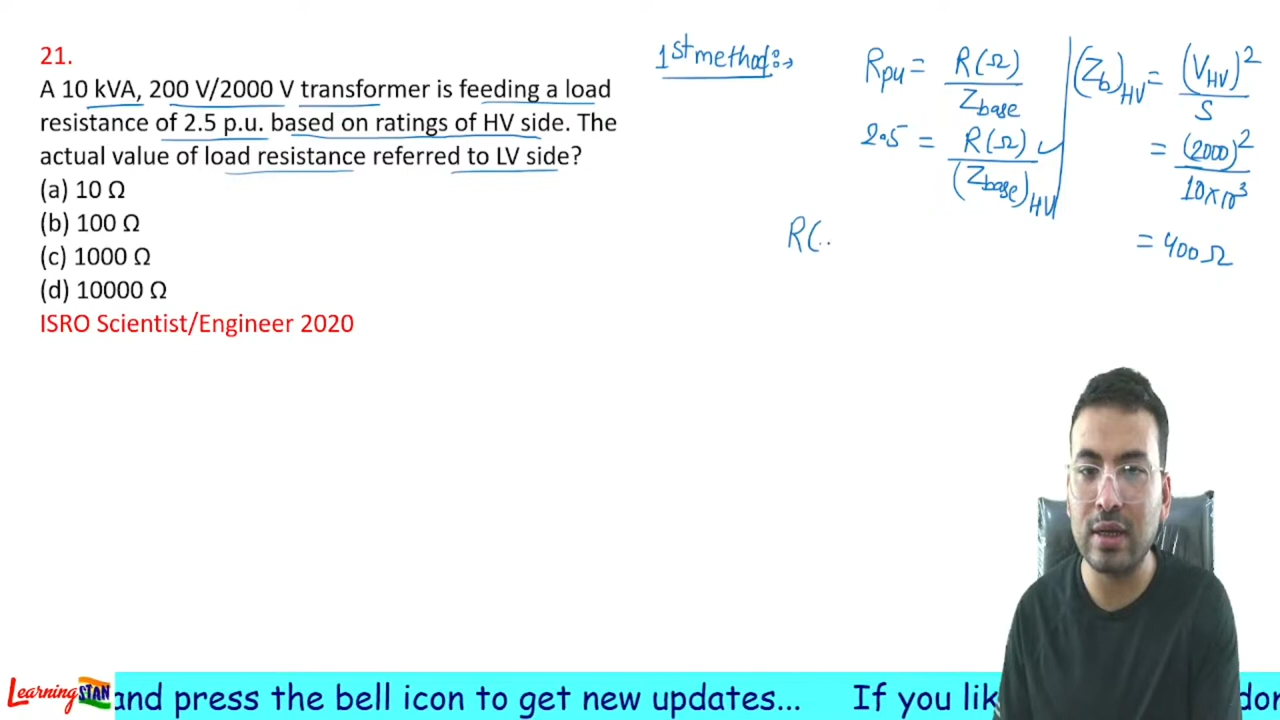 21.
A 10 kVA, 200 V/2000 V transformer is feeding a load
resistance of 2.5 p.u. based on ratings of HV side. The
actual value of load resistance referred to LV side?
(a) 10 Ω
(b) 100 Ω
(c) 1000 Ω
(d) 10000 Ω
ISRO Scientist/Engineer 2020
1st method:→
Rpu = R(Ω) / Zbase
2.5 = R(Ω) / (Zbase)HV
R(..
(Zb)HV = (VHV)² / S
= (2000)² / 10×10³
= 400 Ω
Learning STAN
and press the bell icon to get new updates... If you lik
don